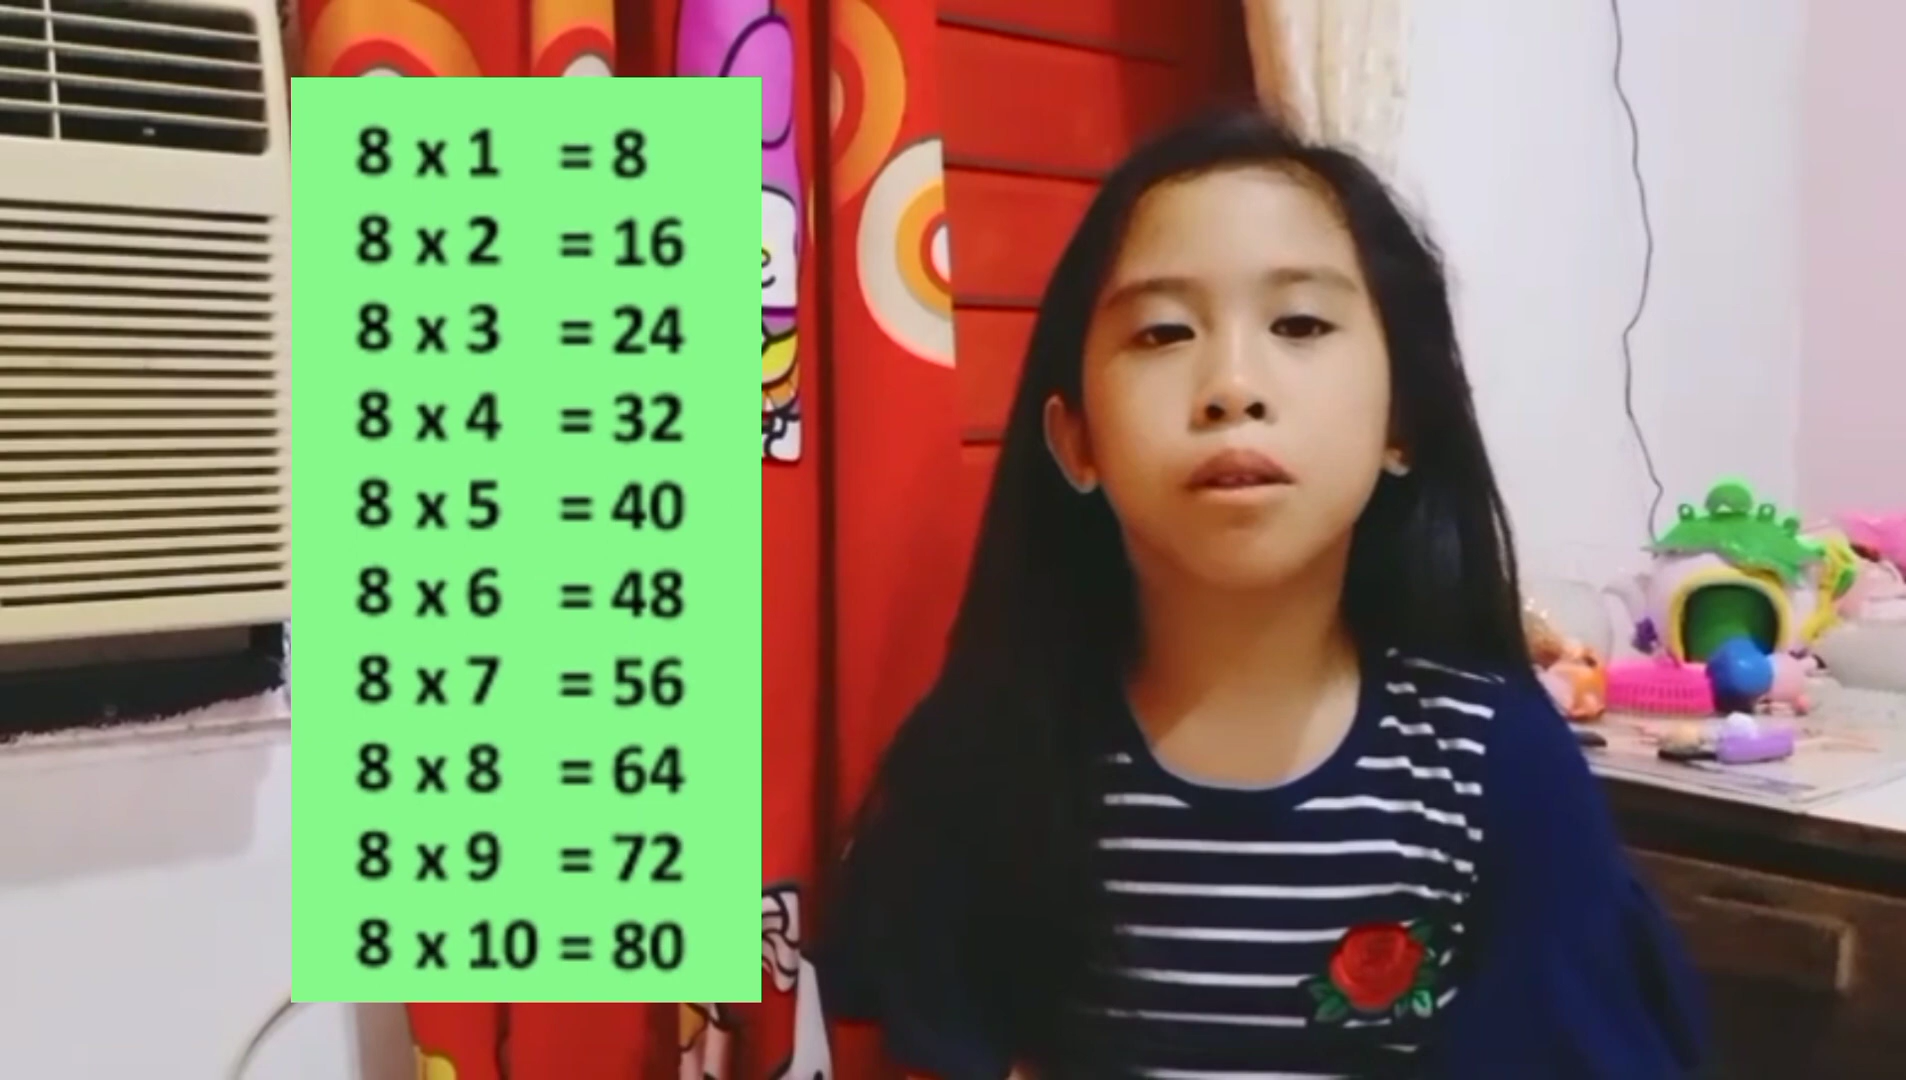 8 x 1 = 8
8 x 2 = 16
8 x 3 = 24
8 x 4 = 32
8 x 5 = 40
8 x 6 = 48
8 x 7 = 56
8 x 8 = 64
8 x 9 = 72
8 x 10 = 80